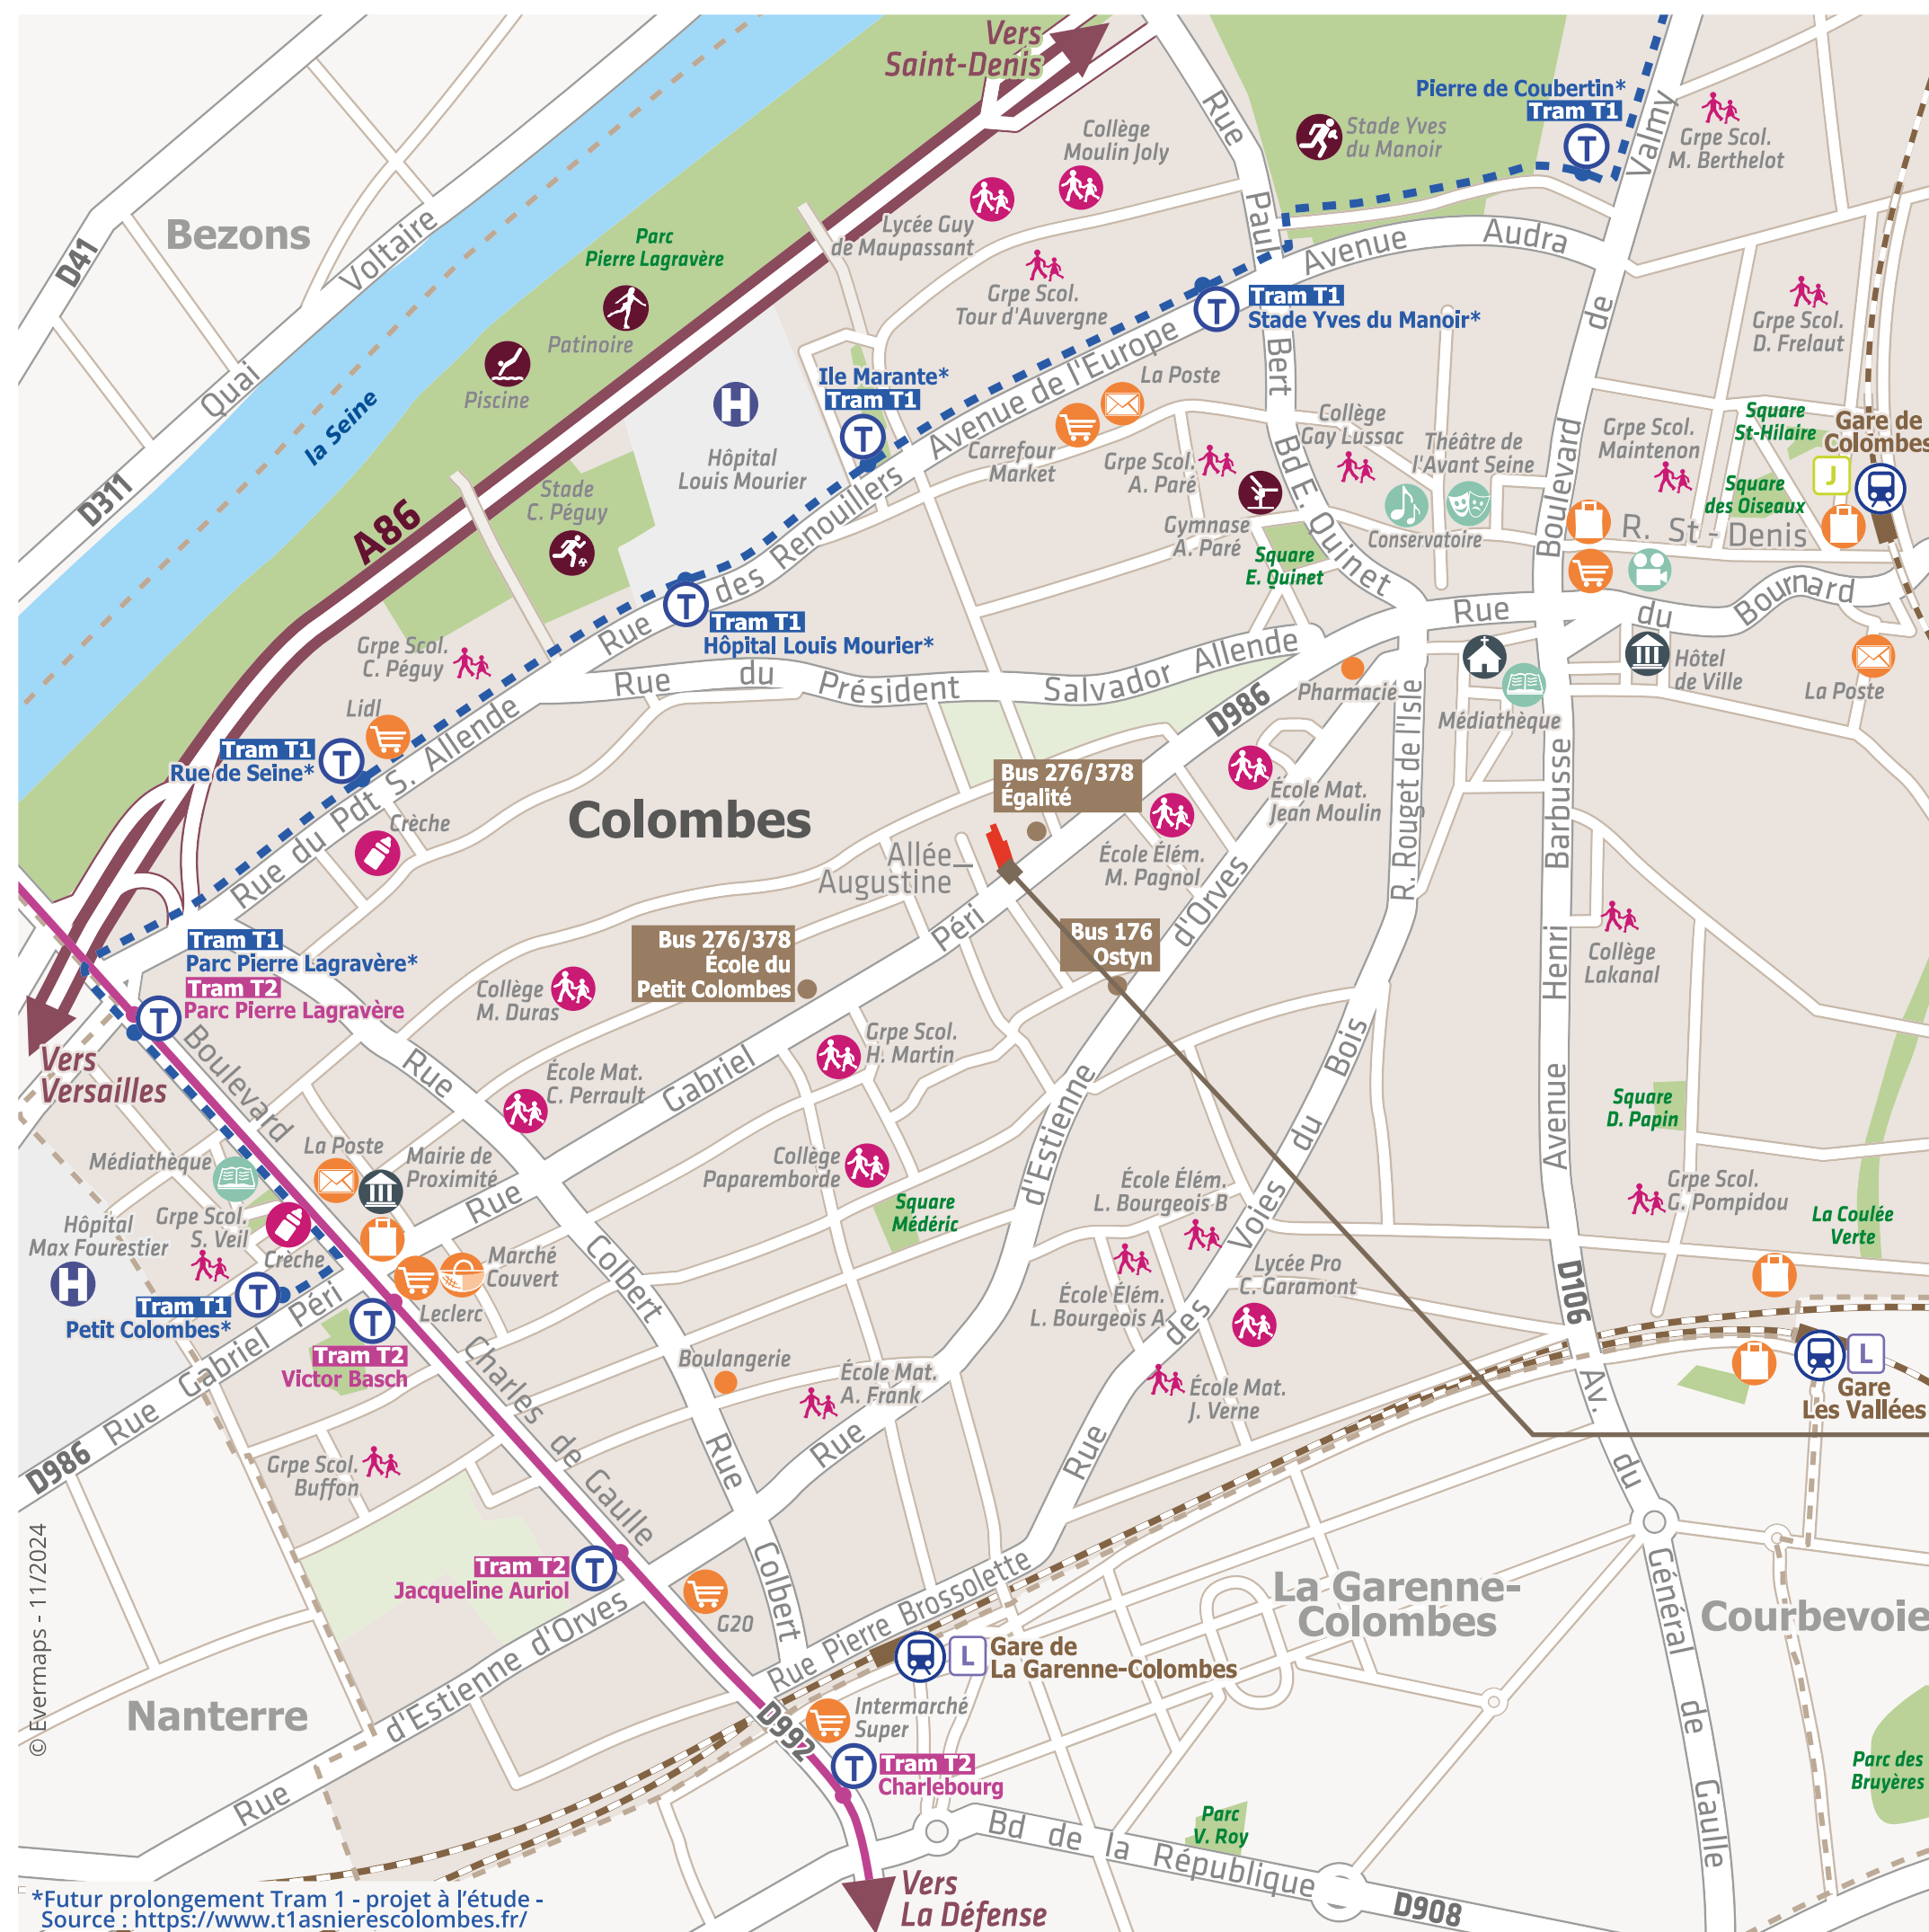 Vers
Saint-Denis
Pierre de Coubertin*
Tram T1
Stade Yves
du Manoir
Grpe Scol.
M. Berthelot
Collège
Moulin Joly
Rue
Valmy
Bezons
D41
Voltaire
Quai
D311
la Seine
Parc
Pierre Lagravère
Patinoire
Piscine
Lycée Guy
de Maupassant
Grpe Scol.
Tour d'Auvergne
Paul
Avenue
Audra
de
Tram T1
Stade Yves du Manoir*
Grpe Scol.
D. Frelaut
Ile Marante*
Tram T1
T
H
Hôpital
Louis Mourier
Avenue de l'Europe
La Poste
Carrefour
Market
Bert
Collège
Gay Lussac
Théâtre de
l'Avant Seine
Grpe Scol.
Maintenon
Square
St-Hilaire
Gare de
Colombes
J
Square
des Oiseaux
Grpe Scol.
A. Paré
Gymnase
A. Paré
Bd E. Quinet
Conservatoire
Boulevard
R. St-Denis
Square
E. Quinet
Stade
C. Péguy
A86
Rue
des Renouillers
Tram T1
Hôpital Louis Mourier*
Grpe Scol.
C. Péguy
Rue
du
Bournard
Rue
du
Président
Salvador
Allende
D986
Pharmacie
Médiathèque
Hôtel
de Ville
La Poste
Lidl
Tram T1
Rue de Seine*
Rue du Pdt S. Allende
Crèche
Colombes
Bus 276/378
Égalité
École Mat.
Jean Moulin
École Élém.
M. Pagnol
R. Rouget de l'Isle
Barbusse
Allée
Augustine
Péri
d'Orves
Bus 176
Ostyn
Bus 276/378
École du
Petit Colombes
Collège
Lakanal
Henri
Tram T1
Parc Pierre Lagravère*
Tram T2
Parc Pierre Lagravère
Collège
M. Duras
Vers
Versailles
Boulevard
Rue
École Mat.
C. Perrault
Gabriel
Grpe Scol.
H. Martin
d'Estienne
Bois
du
Avenue
Square
D. Papin
Médiathèque
La Poste
Mairie de
Proximité
Rue
Collège
Paparemborde
Square
Médéric
École Élém.
L. Bourgeois B
Voies
Grpe Scol.
G. Pompidou
La Coulée
Verte
Hôpital
Max Fourestier
Grpe Scol.
S. Veil
Crèche
H
Tram T1
Petit Colombes*
Marché
Couvert
Leclerc
Colbert
École Élém.
L. Bourgeois A
Lycée Pro
C. Garamont
des
D106
Tram T2
Victor Basch
Gabriel Péri
Rue
D986
Charles
de Gaulle
Boulangerie
École Mat.
A. Frank
École Mat.
J. Verne
L
Gare
Les Vallées
Av.
Grpe Scol.
Buffon
Rue
Rue
Rue
du
Tram T2
Jacqueline Auriol
G20
Colbert
Rue Pierre Brossolette
La Garenne-
Colombes
Général
Courbevoie
L
Gare de
La Garenne-Colombes
Nanterre
d'Estienne d'Orves
Rue
D992
Intermarché
Super
Tram T2
Charlebourg
de
Gaulle
Parc des
Bruyères
Parc
V. Roy
Bd de la République
D908
Vers
La Défense
© Evermaps - 11/2024
*Futur prolongement Tram 1 - projet à l'étude -
Source : https://www.t1asnierescolombes.fr/